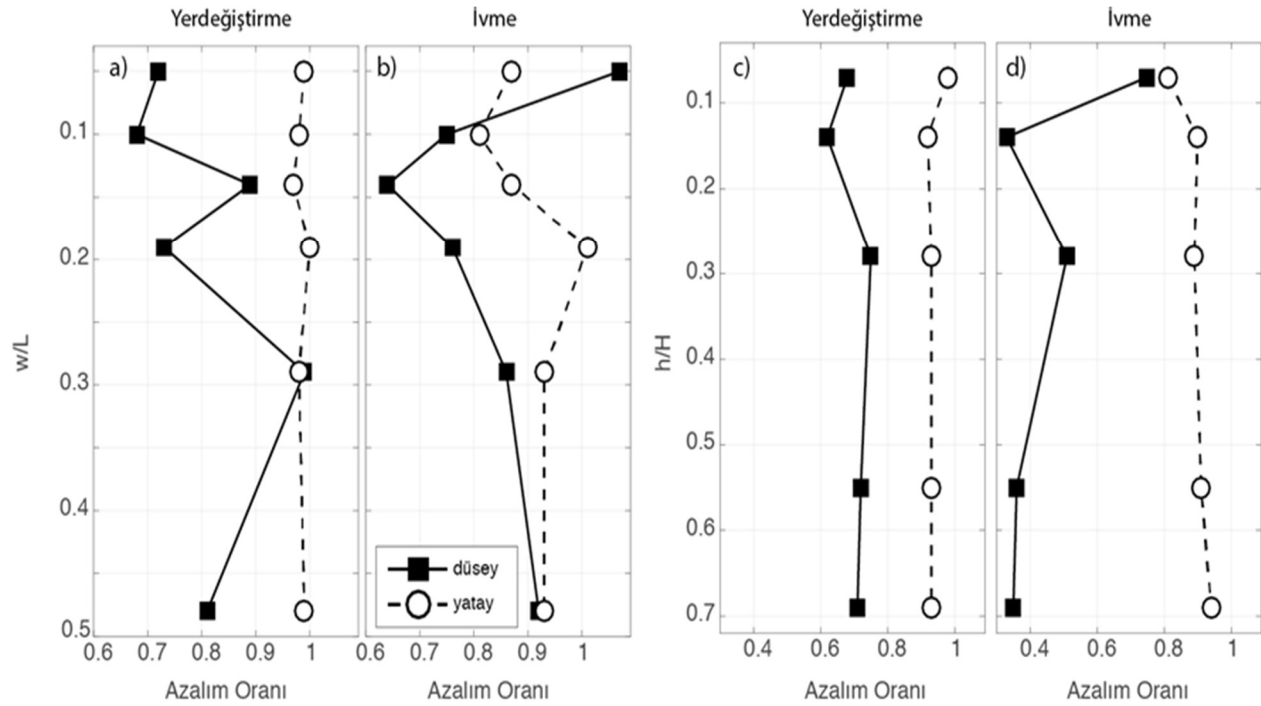 Yerdeğiştirme
İvme
Yerdeğiştirme
İvme
a)
b)
c)
d)
0.1
0.2
0.3
0.4
0.5
w/L
0.6
0.7
0.8
0.9
1
0.6
0.7
0.8
0.9
1
Azalım Oranı
Azalım Oranı
düsey
yatay
0.1
0.2
0.3
0.4
0.5
0.6
0.7
h/H
0.4
0.6
0.8
1
0.4
0.6
0.8
1
Azalım Oranı
Azalım Oranı